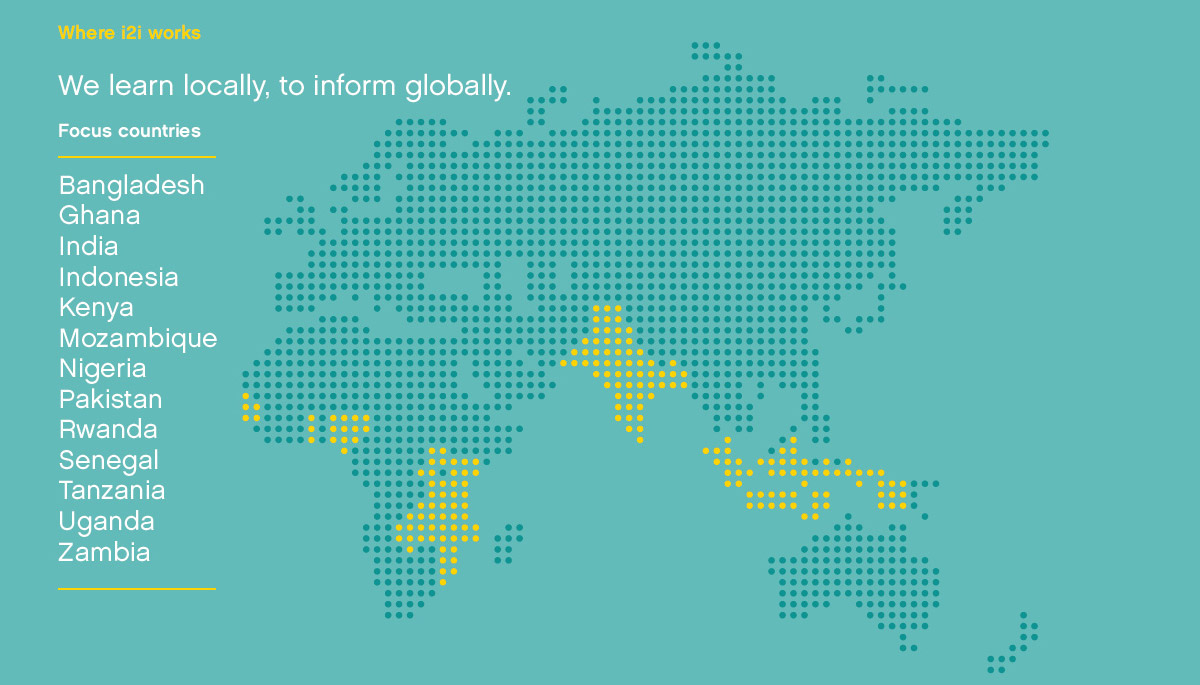 Where i2i works
We learn locally, to inform globally.
Focus countries
Bangladesh
Ghana
India
Indonesia
Kenya
Mozambique
Nigeria
Pakistan
Rwanda
Senegal
Tanzania
Uganda
Zambia